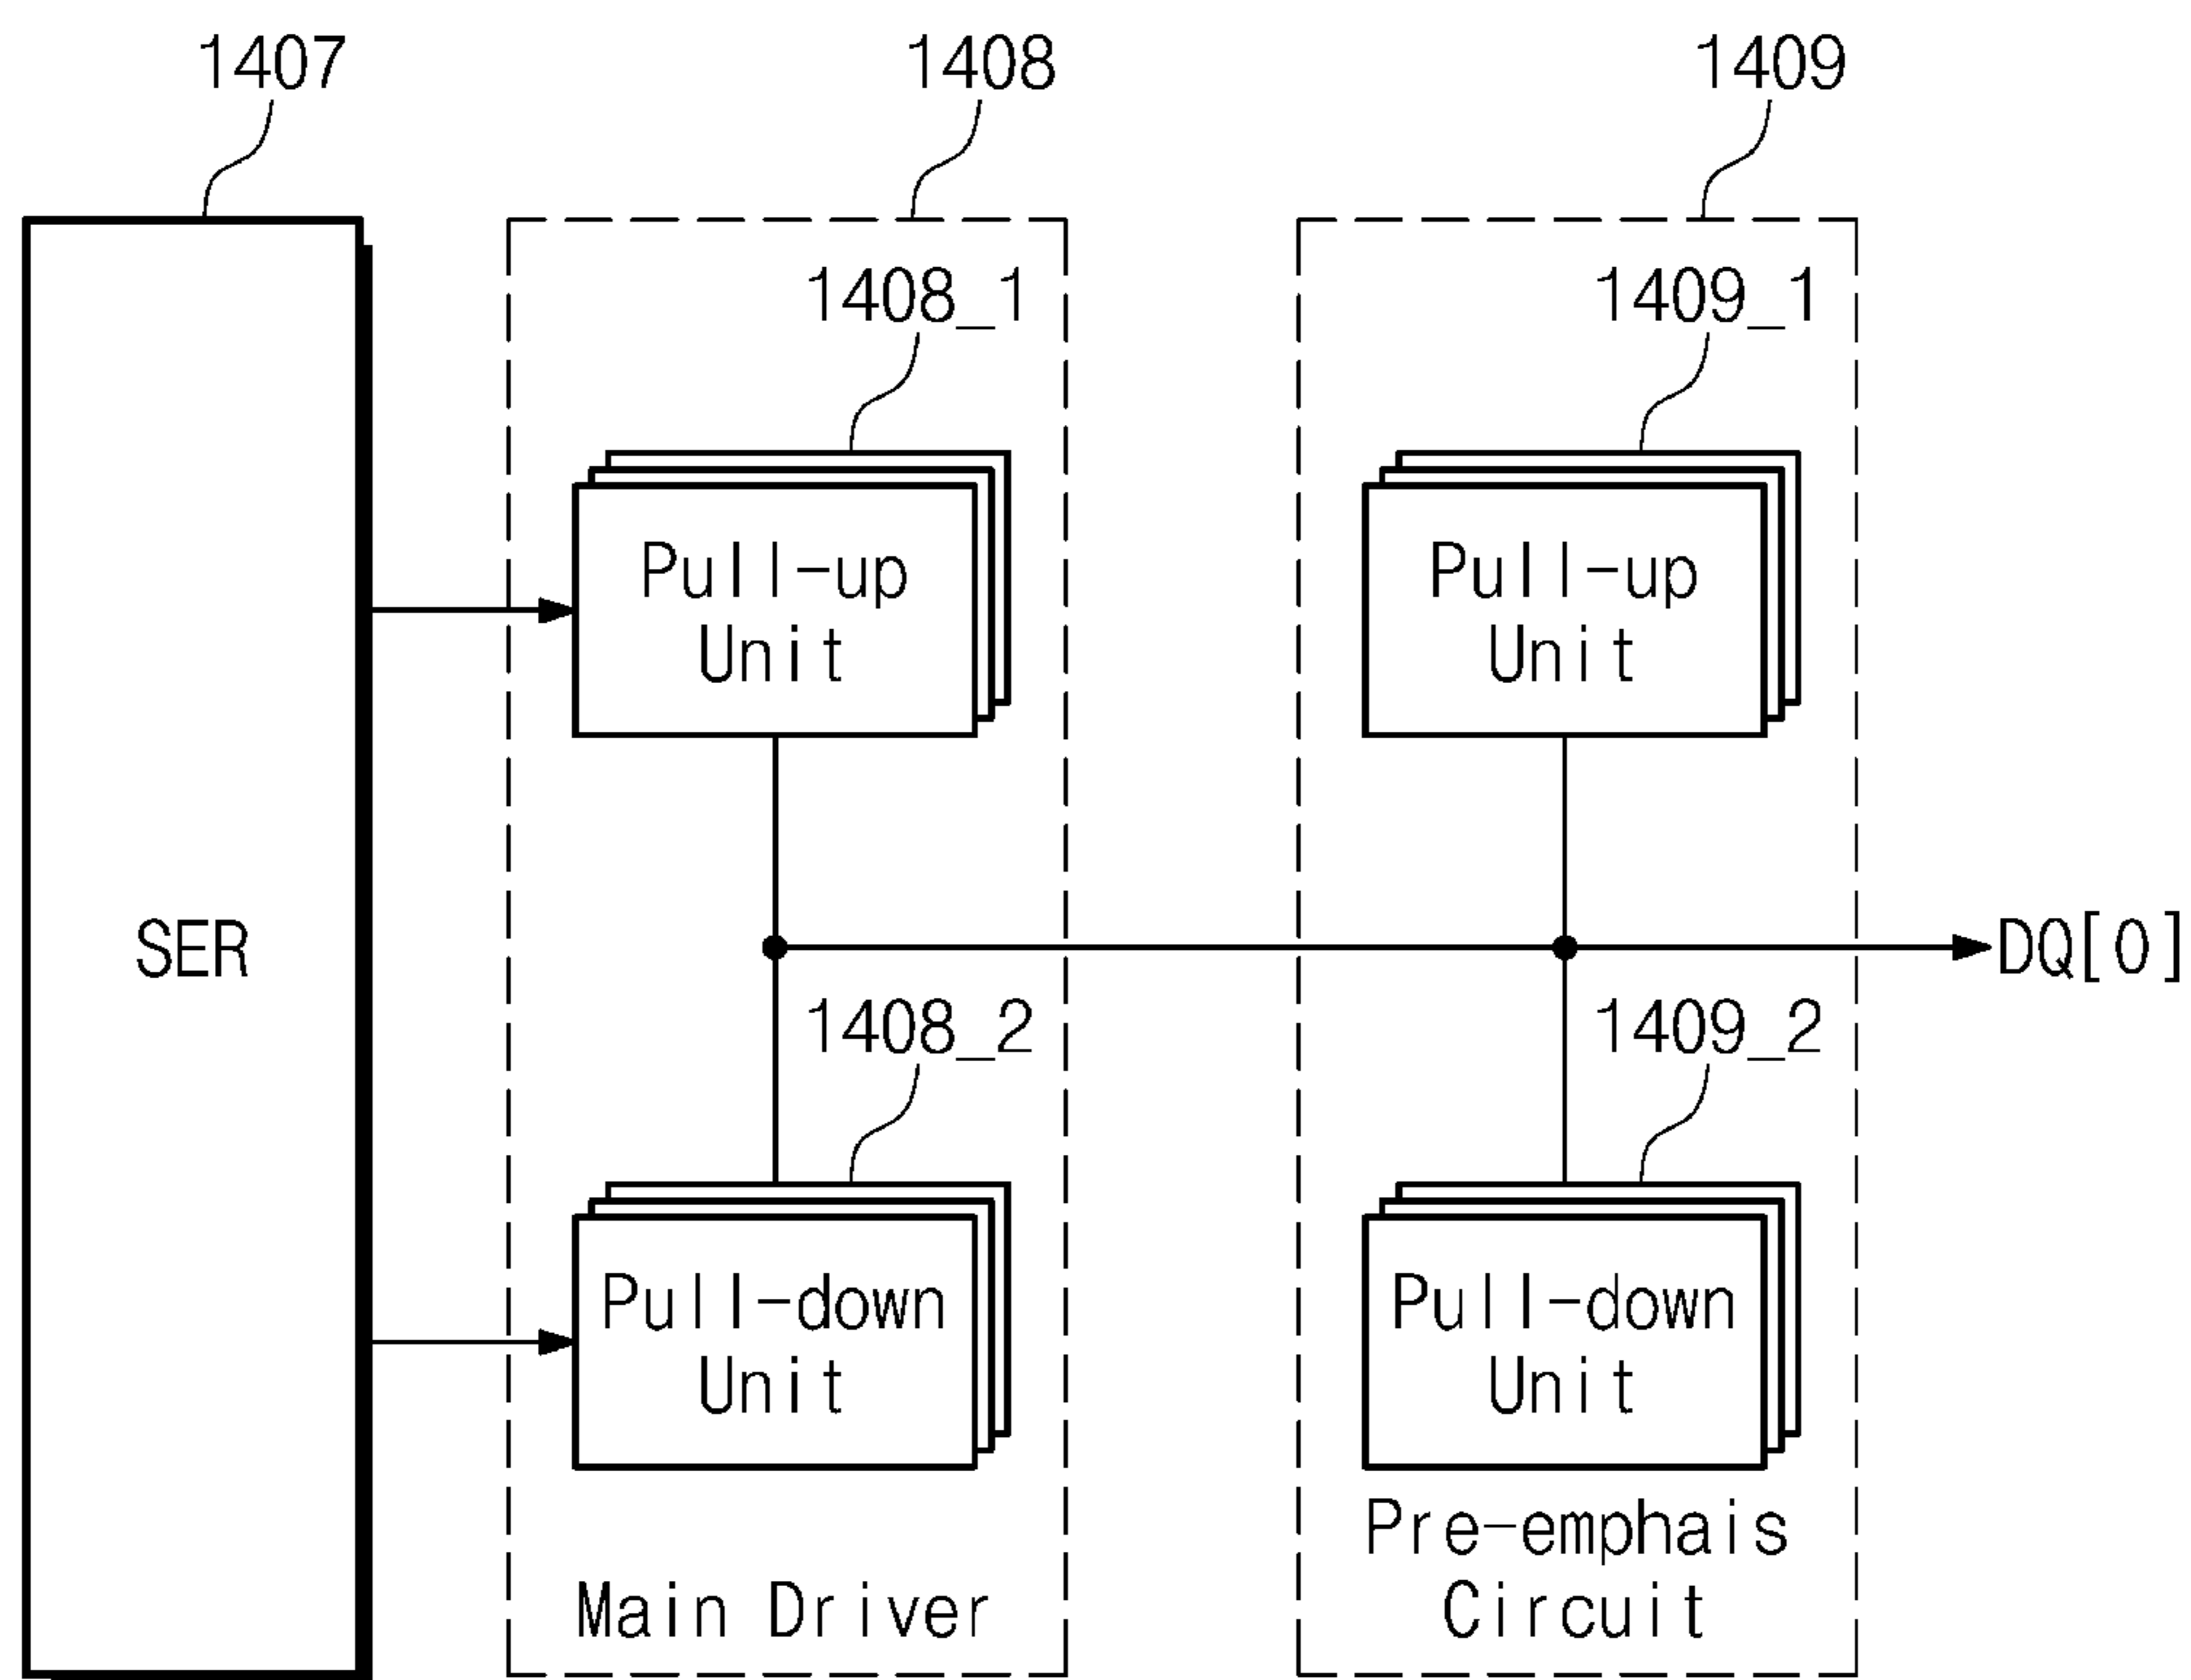 1407
1408
1409
1408_1
1409_1
Pull-up
Unit
Pull-up
Unit
SER
DQ[0]
1408_2
1409_2
Pull-down
Unit
Pull-down
Unit
Pre-emphais
Circuit
Main Driver